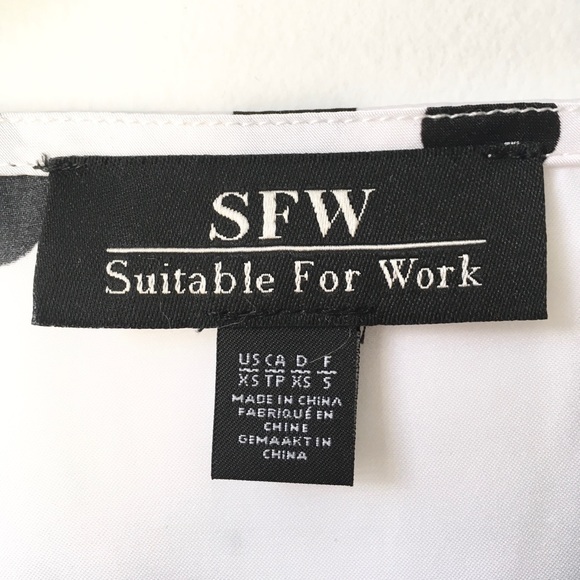 SFW
Suitable For Work
US CA D F
XS TP XS S
MADE IN CHINA
FABRIQUÉ EN
CHINE
GEMAAKT IN
CHINA